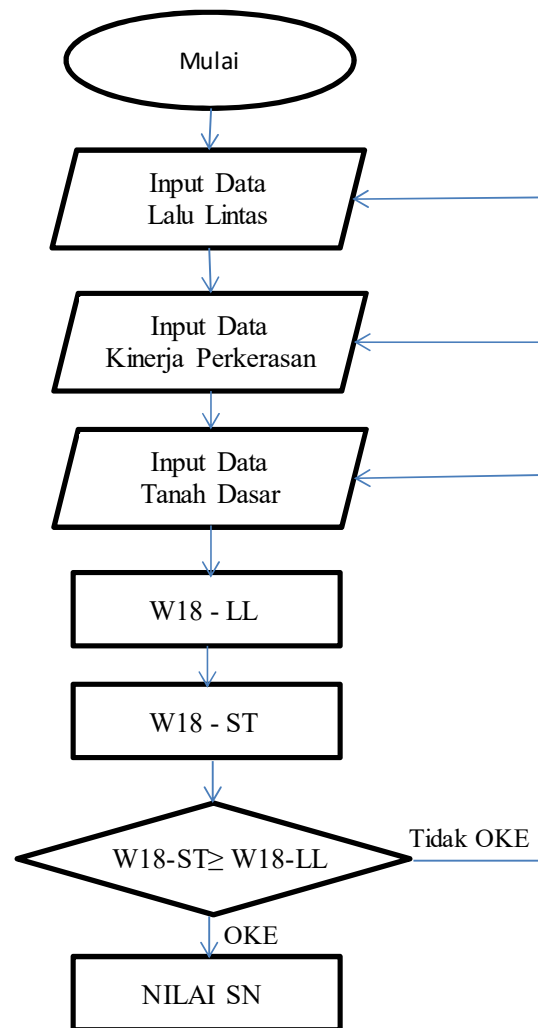 Mulai
Input Data
Lalu Lintas
Input Data
Kinerja Perkerasan
Input Data
Tanah Dasar
W18 - LL
W18 - ST
W18-ST≥ W18-LL
Tidak OKE
OKE
NILAI SN